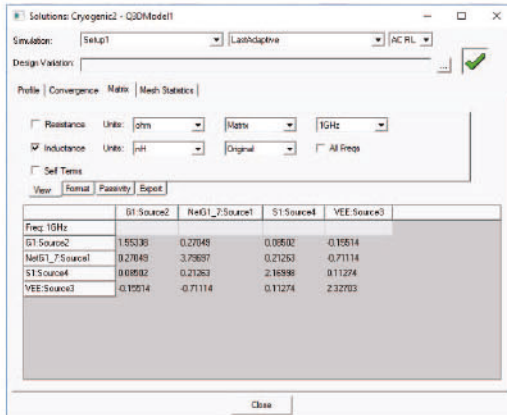 Solutions: Cryogenic2 - Q3DModel1
Simulation: Setup1 LastAdaptive AC RL
Design Variation: ...
Profile Convergence Matrix Mesh Statistics
Resistance Units: ohm Matrix 1GHz
Inductance Units: nH Original All Freqs
Self Terms
View Format Passivity Export
G1:Source2 NetG1_7:Source1 S1:Source4 VEE:Source3
Freq: 1GHz
G1:Source2 1.55338 0.27049 0.08502 -0.15514
NetG1_7:Source1 0.27049 3.79697 0.21263 -0.71114
S1:Source4 0.08502 0.21263 2.16998 0.11274
VEE:Source3 -0.15514 -0.71114 0.11274 2.32703
Close